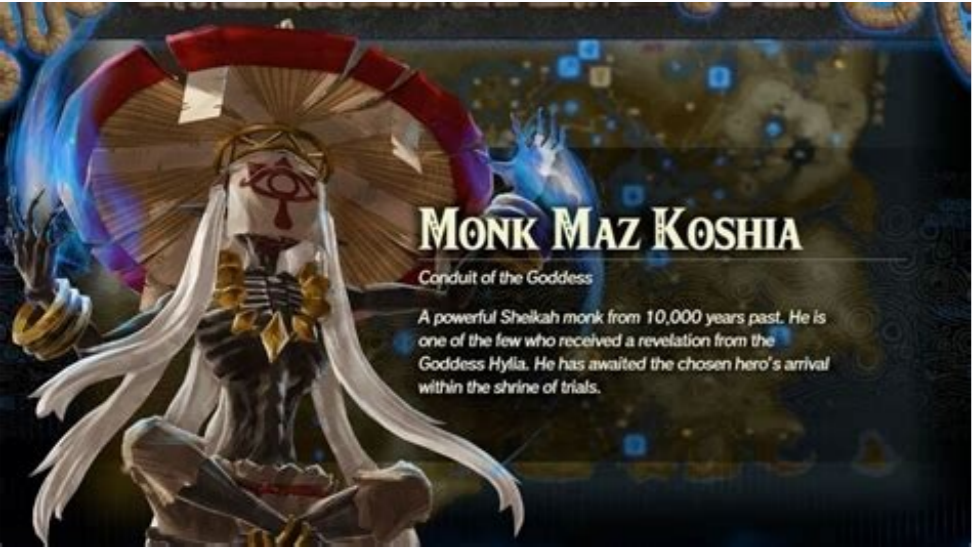 Monk Maz Koshia
Conduit of the Goddess
A powerful Sheikah monk from 10,000 years past. He is
one of the few who received a revelation from the
Goddess Hylia. He has awaited the chosen hero's arrival
within the shrine of trials.